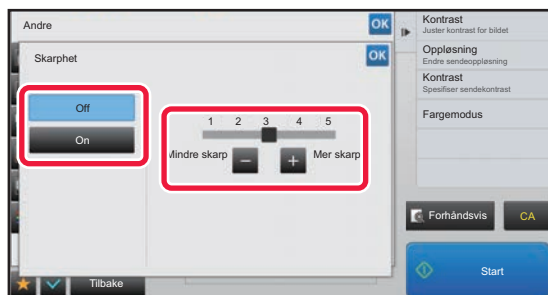 Andre
OK
Skarphet
OK
Off
On
1 2 3 4 5
Mindre skarp
Mer skarp
Tilbake
Kontrast
Juster kontrast for bildet
Oppløsning
Endre sendeoppløsning
Kontrast
Spesifiser sendekontrast
Fargemodus
Forhåndsvis
CA
Start